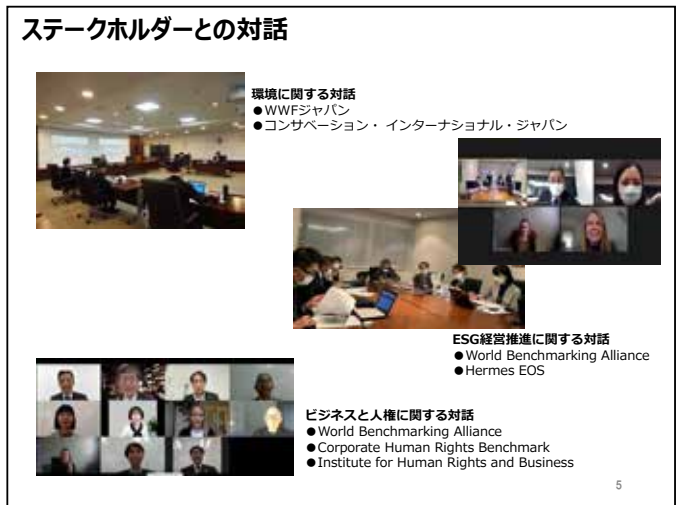 ステークホルダーとの対話
環境に関する対話
●WWFジャパン
●コンサベーション・ インターナショナル・ジャパン
ESG経営推進に関する対話
●World Benchmarking Alliance
●Hermes EOS
ビジネスと人権に関する対話
●World Benchmarking Alliance
●Corporate Human Rights Benchmark
●Institute for Human Rights and Business
5